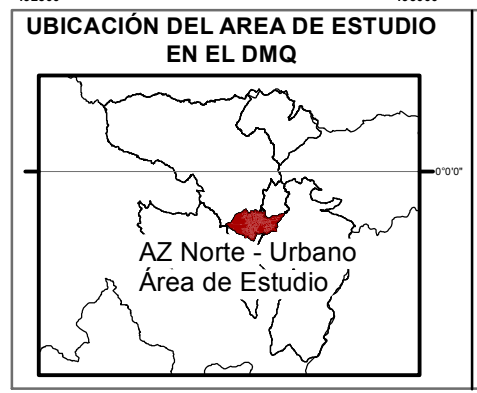 UBICACIÓN DEL AREA DE ESTUDIO
EN EL DMQ
0°0'0"
AZ Norte - Urbano
Área de Estudio